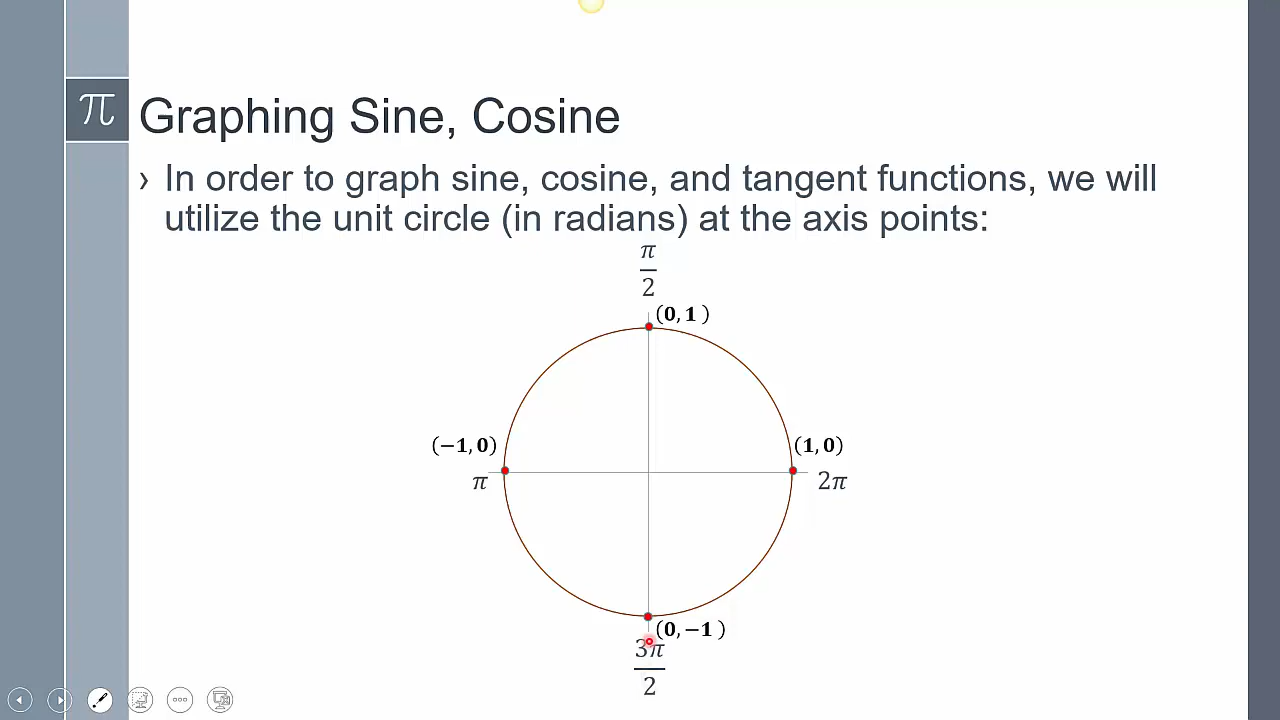 π
Graphing Sine, Cosine
› In order to graph sine, cosine, and tangent functions, we will
utilize the unit circle (in radians) at the axis points:
π/2
(0, 1 )
(−1, 0)
(1, 0)
π
2π
(0, −1 )
3π/2